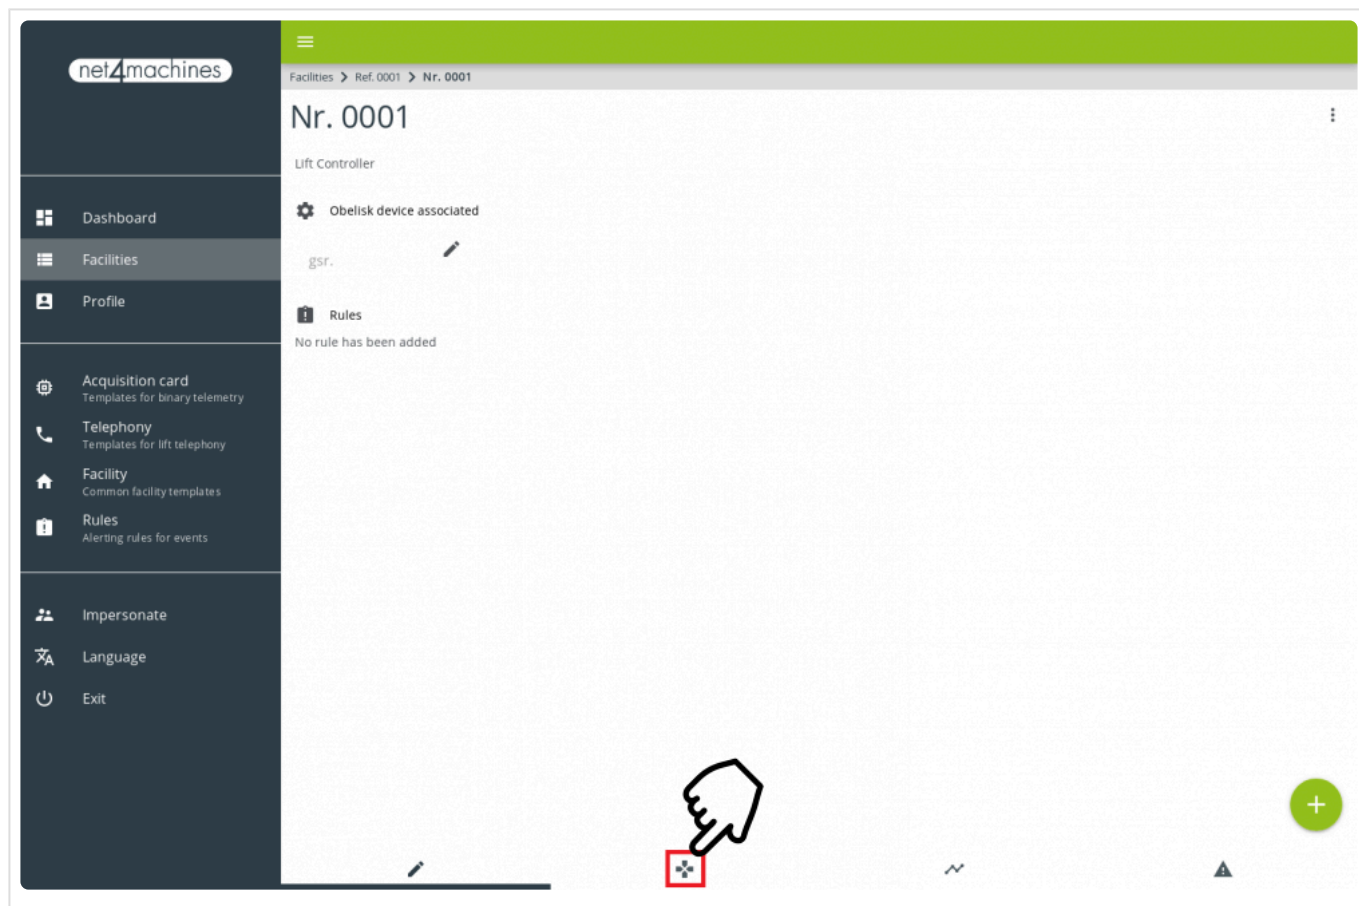 net4machines
Facilities > Ref. 0001 > Nr. 0001
Nr. 0001
Lift Controller
Obelisk device associated
gsr.
Rules
No rule has been added
Dashboard
Facilities
Profile
Acquisition card
Templates for binary telemetry
Telephony
Templates for lift telephony
Facility
Common facility templates
Rules
Alerting rules for events
Impersonate
Language
Exit